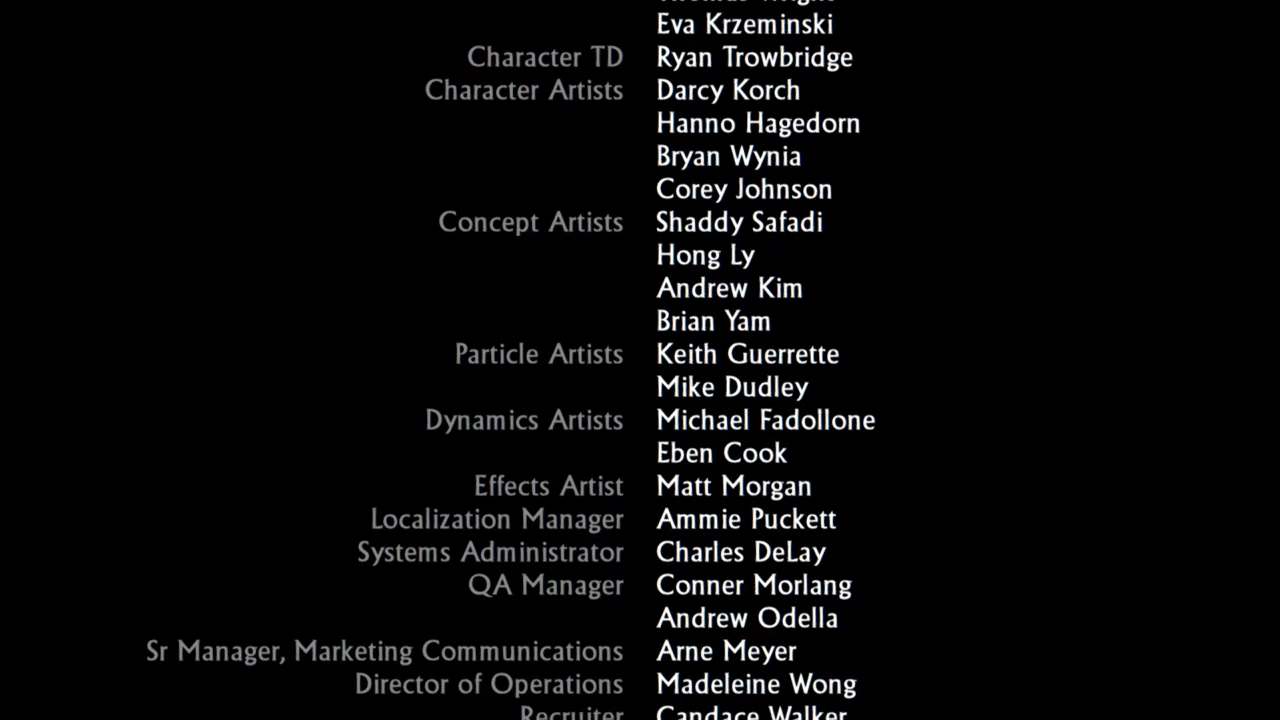 Eva Krzeminski
Character TD Ryan Trowbridge
Character Artists Darcy Korch
Hanno Hagedorn
Bryan Wynia
Corey Johnson
Concept Artists Shaddy Safadi
Hong Ly
Andrew Kim
Brian Yam
Particle Artists Keith Guerrette
Mike Dudley
Dynamics Artists Michael Fadollone
Eben Cook
Effects Artist Matt Morgan
Localization Manager Ammie Puckett
Systems Administrator Charles DeLay
QA Manager Conner Morlang
Andrew Odella
Sr Manager, Marketing Communications Arne Meyer
Director of Operations Madeleine Wong
Recruiter Candace Walker